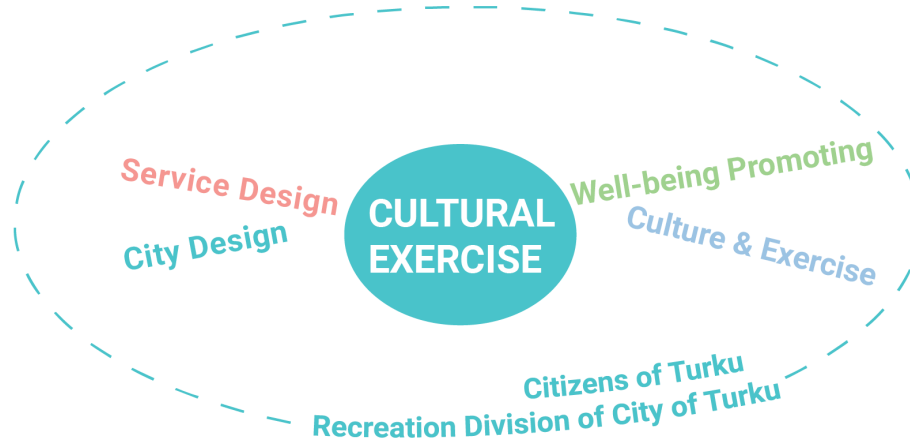 Service Design
City Design
CULTURAL
EXERCISE
Well-being Promoting
Culture & Exercise
Citizens of Turku
Recreation Division of City of Turku